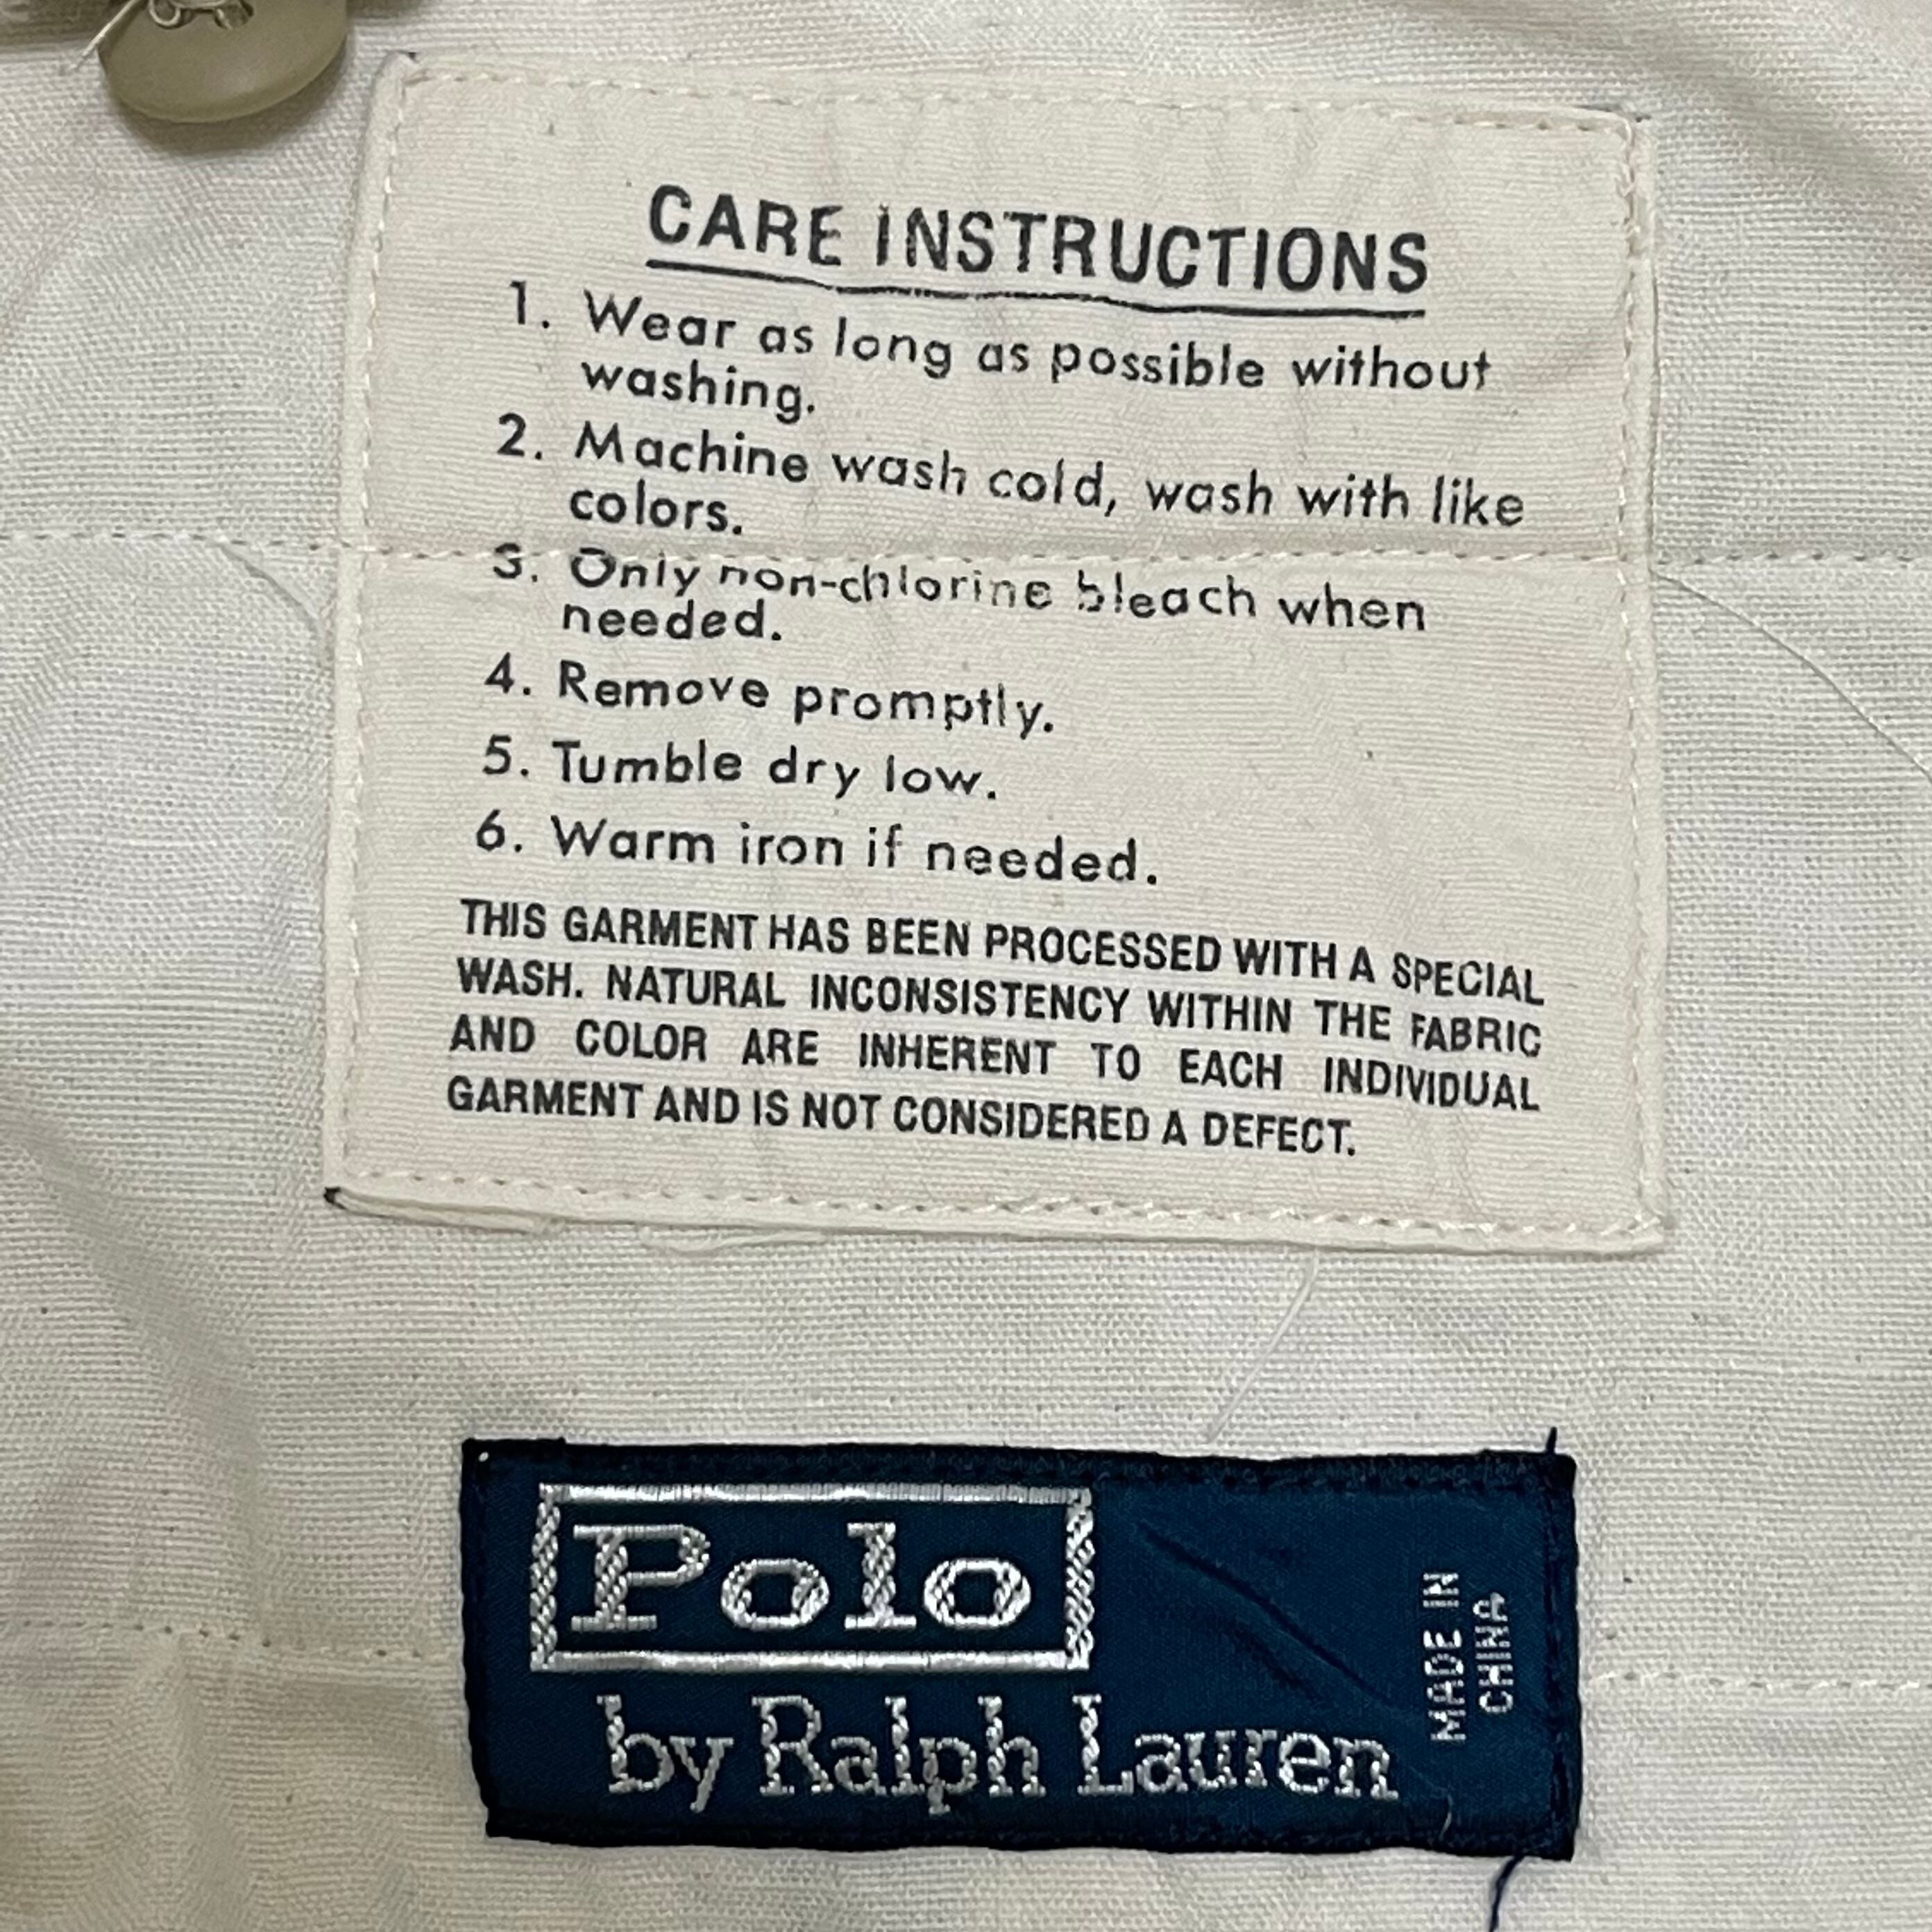 CARE INSTRUCTIONS
1. Wear as long as possible without
washing.
2. Machine wash cold, wash with like
colors.
3. Only non-chlorine bleach when
needed.
4. Remove promptly.
5. Tumble dry low.
6. Warm iron if needed.
THIS GARMENT HAS BEEN PROCESSED WITH A SPECIAL
WASH. NATURAL INCONSISTENCY WITHIN THE FABRIC
AND COLOR ARE INHERENT TO EACH INDIVIDUAL
GARMENT AND IS NOT CONSIDERED A DEFECT.
Polo
by Ralph Lauren
MADE IN
CHINA